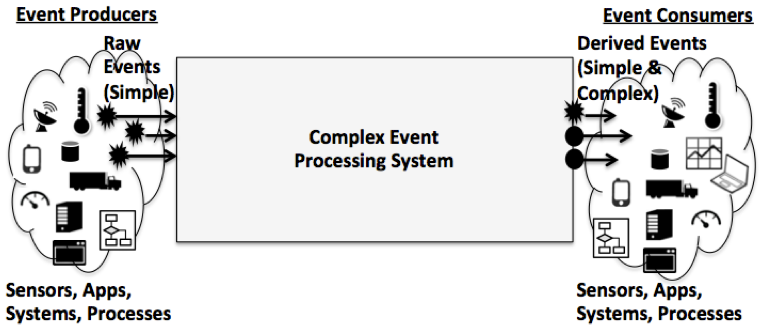 Event Producers
Raw
Events
(Simple)
Sensors, Apps,
Systems, Processes
Complex Event
Processing System
Event Consumers
Derived Events
(Simple &
Complex)
Sensors, Apps,
Systems, Processes